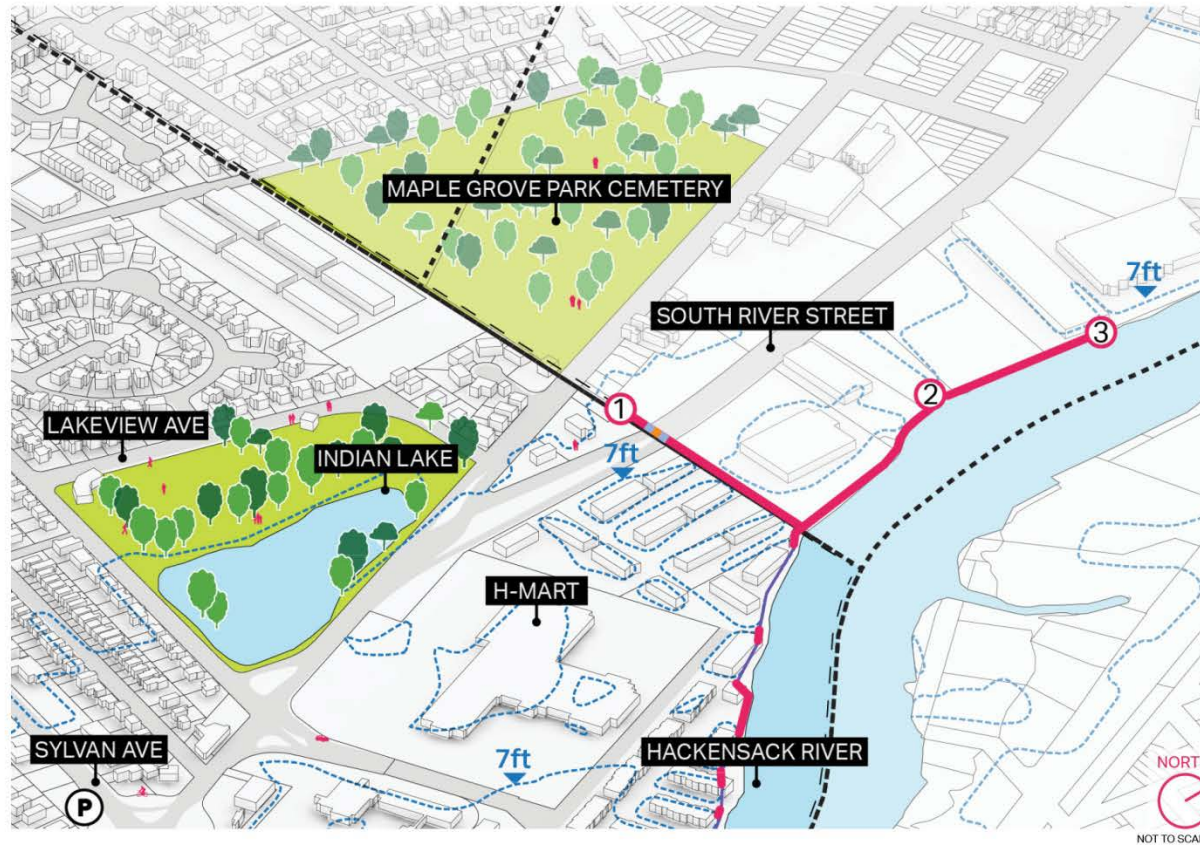 MAPLE GROVE PARK CEMETERY
7ft
SOUTH RIVER STREET
3
2
1
LAKEVIEW AVE
INDIAN LAKE
7ft
H-MART
SYLVAN AVE
7ft
HACKENSACK RIVER
P
NORT
NOT TO SCA